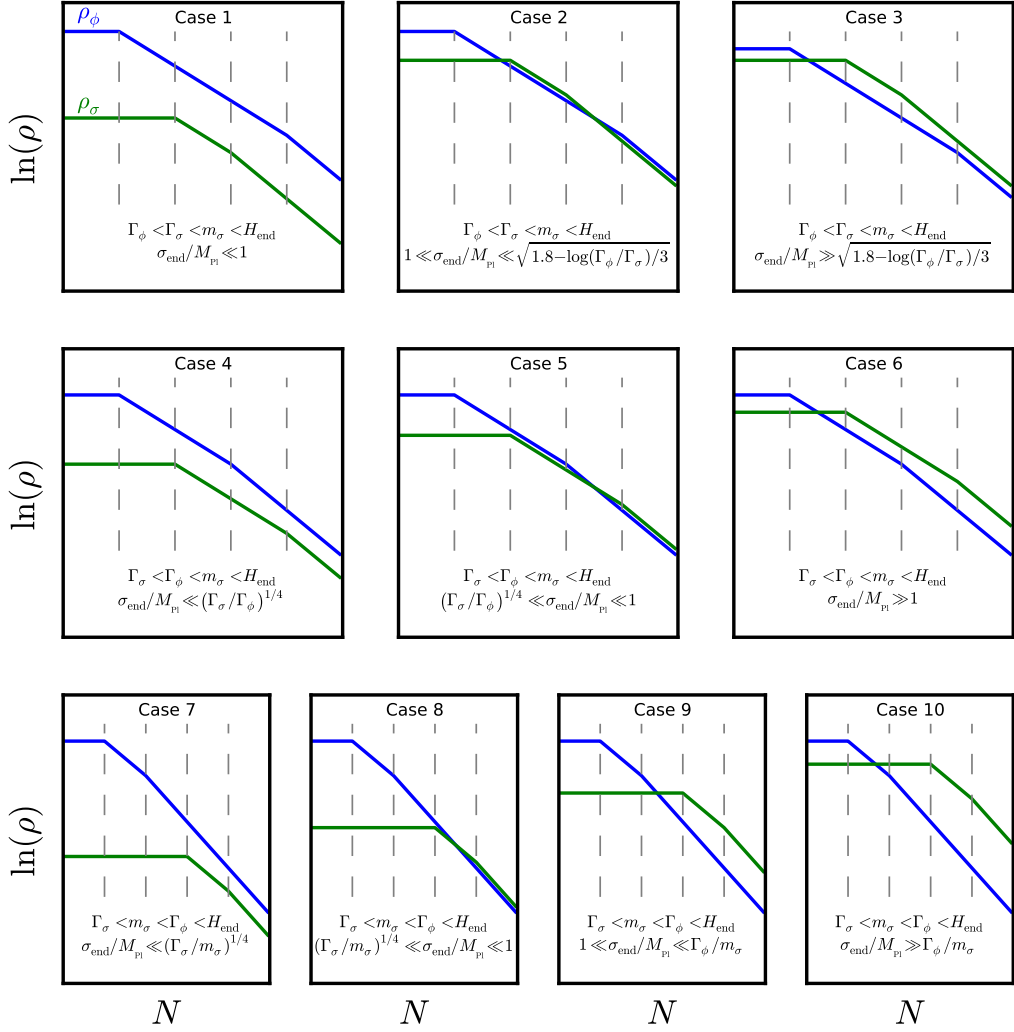 Case 1
ρ_ϕ
ρ_σ
ln(ρ)
Γ_ϕ < Γ_σ < m_σ < H_end
σ_end/M_Pl ≪ 1
Case 2
Γ_ϕ < Γ_σ < m_σ < H_end
1 ≪ σ_end/M_Pl ≪ √(1.8−log(Γ_ϕ/Γ_σ)/3)
Case 3
Γ_ϕ < Γ_σ < m_σ < H_end
σ_end/M_Pl ≫ √(1.8−log(Γ_ϕ/Γ_σ)/3)
Case 4
ln(ρ)
Γ_σ < Γ_ϕ < m_σ < H_end
σ_end/M_Pl ≪ (Γ_σ/Γ_ϕ)^1/4
Case 5
Γ_σ < Γ_ϕ < m_σ < H_end
(Γ_σ/Γ_ϕ)^1/4 ≪ σ_end/M_Pl ≪ 1
Case 6
Γ_σ < Γ_ϕ < m_σ < H_end
σ_end/M_Pl ≫ 1
Case 7
ln(ρ)
Γ_σ < m_σ < Γ_ϕ < H_end
σ_end/M_Pl ≪ (Γ_σ/m_σ)^1/4
N
Case 8
Γ_σ < m_σ < Γ_ϕ < H_end
(Γ_σ/m_σ)^1/4 ≪ σ_end/M_Pl ≪ 1
N
Case 9
Γ_σ < m_σ < Γ_ϕ < H_end
1 ≪ σ_end/M_Pl ≪ Γ_ϕ/m_σ
N
Case 10
Γ_σ < m_σ < Γ_ϕ < H_end
σ_end/M_Pl ≫ Γ_ϕ/m_σ
N